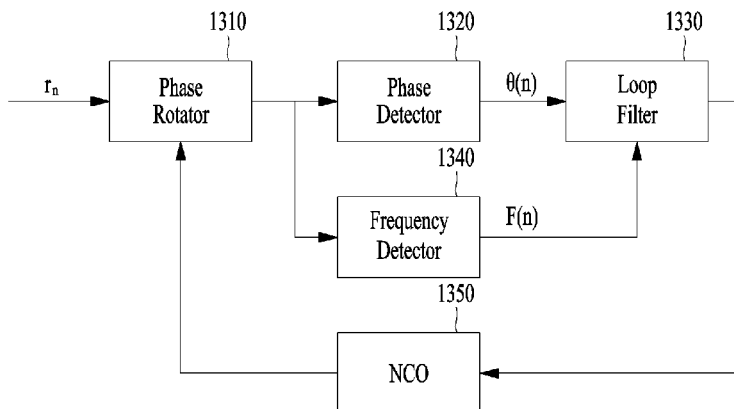 1310
1320
1330
r_n
Phase
Rotator
Phase
Detector
θ(n)
Loop
Filter
1340
Frequency
Detector
F(n)
1350
NCO